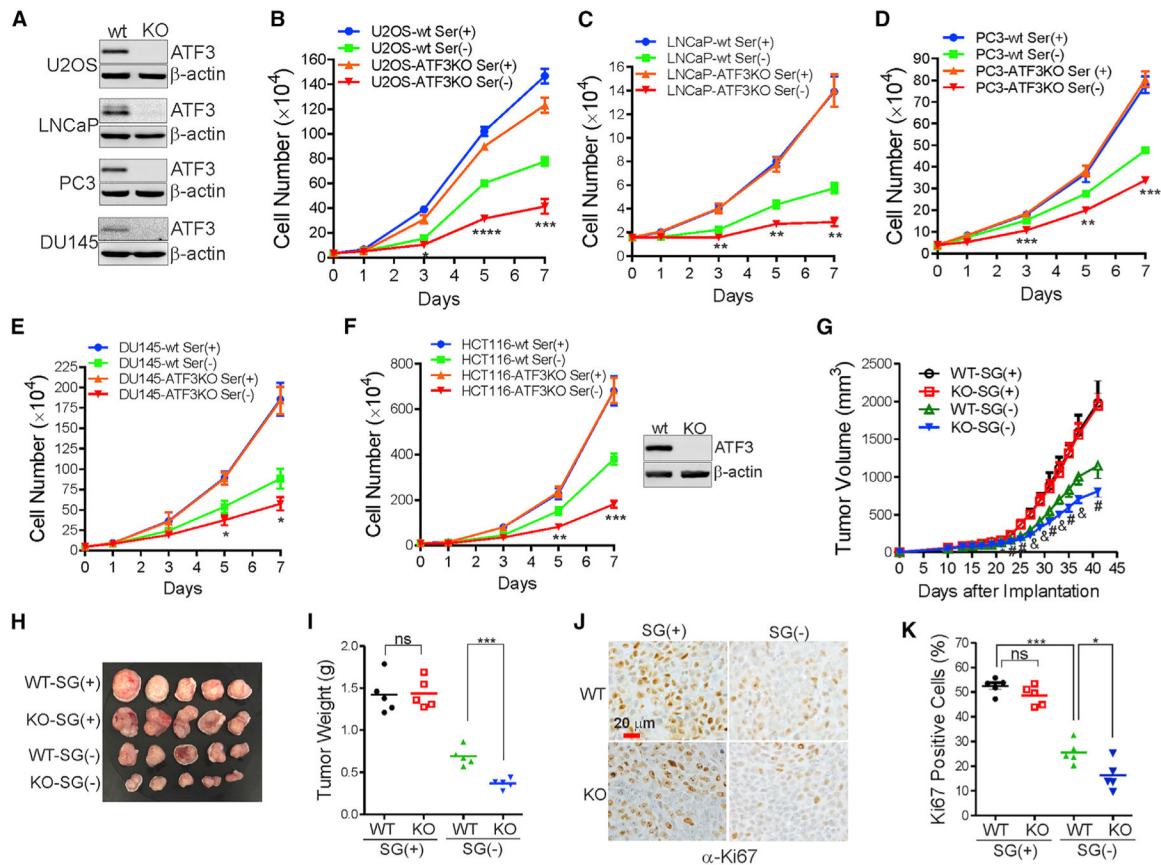 A
wt KO
U2OS
ATF3
β-actin
LNCaP
ATF3
β-actin
PC3
ATF3
β-actin
DU145
ATF3
β-actin
B
U2OS-wt Ser(+)
U2OS-wt Ser(-)
U2OS-ATF3KO Ser(+)
U2OS-ATF3KO Ser(-)
Cell Number (×10⁴)
160
140
120
100
80
60
40
20
0
*
****
***
0 1 2 3 4 5 6 7
Days
C
LNCaP-wt Ser(+)
LNCaP-wt Ser(-)
LNCaP-ATF3KO Ser(+)
LNCaP-ATF3KO Ser(-)
Cell Number (×10⁴)
16
14
12
10
8
6
4
2
0
**
**
**
0 1 2 3 4 5 6 7
Days
D
PC3-wt Ser(+)
PC3-wt Ser(-)
PC3-ATF3KO Ser (+)
PC3-ATF3KO Ser(-)
Cell Number (×10⁴)
90
80
70
60
50
40
30
20
10
0
***
**
***
0 1 2 3 4 5 6 7
Days
E
DU145-wt Ser(+)
DU145-wt Ser(-)
DU145-ATF3KO Ser(+)
DU145-ATF3KO Ser(-)
Cell Number (×10⁴)
225
200
175
150
125
100
75
50
25
0
*
*
0 1 2 3 4 5 6 7
Days
F
HCT116-wt Ser(+)
HCT116-wt Ser(-)
HCT116-ATF3KO Ser(+)
HCT116-ATF3KO Ser(-)
Cell Number (×10⁴)
800
600
400
200
0
**
***
0 1 2 3 4 5 6 7
Days
wt KO
ATF3
β-actin
G
WT-SG(+)
KO-SG(+)
WT-SG(-)
KO-SG(-)
Tumor Volume (mm³)
2500
2000
1500
1000
500
0
*##&&#&#&#
0 5 10 15 20 25 30 35 40 45
Days after Implantation
H
WT-SG(+)
KO-SG(+)
WT-SG(-)
KO-SG(-)
I
Tumor Weight (g)
2.0
1.5
1.0
0.5
0.0
ns
***
WT KO WT KO
SG(+) SG(-)
J
SG(+) SG(-)
WT
20 μm
KO
α-Ki67
K
Ki67 Positive Cells (%)
70
60
50
40
30
20
10
0
***
*
ns
WT KO WT KO
SG(+) SG(-)